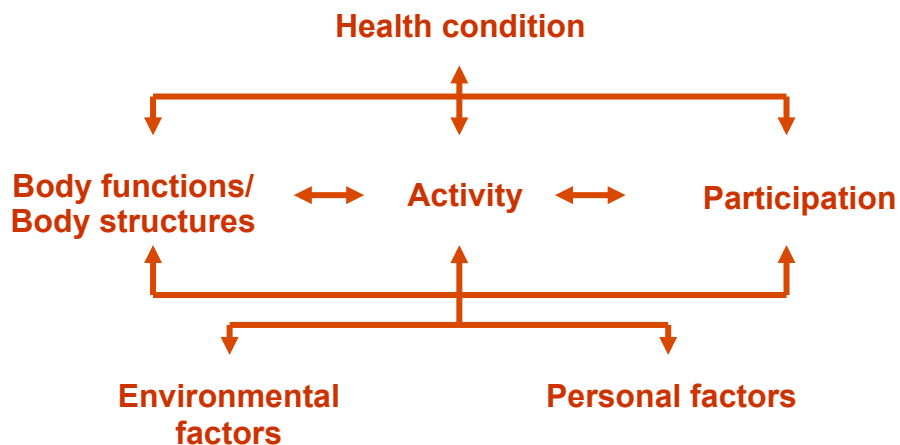 Health condition
Body functions/
Body structures
Activity
Participation
Environmental
factors
Personal factors